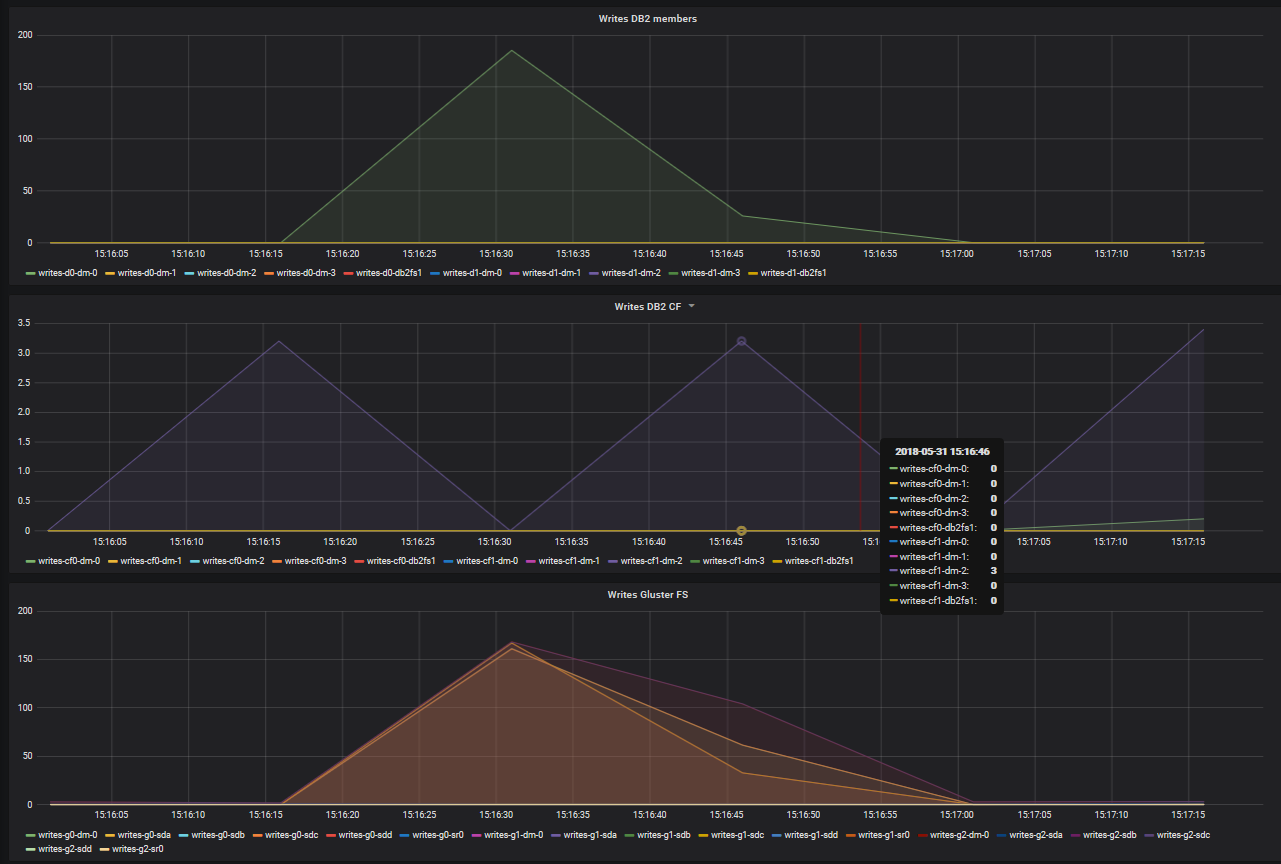 Writes DB2 members
200
150
100
50
0
15:16:05 15:16:10 15:16:15 15:16:20 15:16:25 15:16:30 15:16:35 15:16:40 15:16:45 15:16:50 15:16:55 15:17:00 15:17:05 15:17:10 15:17:15
writes-d0-dm-0 writes-d0-dm-1 writes-d0-dm-2 writes-d0-dm-3 writes-d0-db2fs1 writes-d1-dm-0 writes-d1-dm-1 writes-d1-dm-2 writes-d1-dm-3 writes-d1-db2fs1
Writes DB2 CF
3.5
3.0
2.5
2.0
1.5
1.0
0.5
0
15:16:05 15:16:10 15:16:15 15:16:20 15:16:25 15:16:30 15:16:35 15:16:40 15:16:45 15:16:50 15:1 15:17:05 15:17:10 15:17:15
writes-cf0-dm-0 writes-cf0-dm-1 writes-cf0-dm-2 writes-cf0-dm-3 writes-cf0-db2fs1 writes-cf1-dm-0 writes-cf1-dm-1 writes-cf1-dm-2 writes-cf1-dm-3 writes-cf1-db2fs1
2018-05-31 15:16:46
writes-cf0-dm-0: 0
writes-cf0-dm-1: 0
writes-cf0-dm-2: 0
writes-cf0-dm-3: 0
writes-cf0-db2fs1: 0
writes-cf1-dm-0: 0
writes-cf1-dm-1: 0
writes-cf1-dm-2: 3
writes-cf1-dm-3: 0
writes-cf1-db2fs1: 0
Writes Gluster FS
200
150
100
50
0
15:16:05 15:16:10 15:16:15 15:16:20 15:16:25 15:16:30 15:16:35 15:16:40 15:16:45 15:16:50 15:16:55 15:17:00 15:17:05 15:17:10 15:17:15
writes-g0-dm-0 writes-g0-sda writes-g0-sdb writes-g0-sdc writes-g0-sdd writes-g0-sr0 writes-g1-dm-0 writes-g1-sda writes-g1-sdb writes-g1-sdc writes-g1-sdd writes-g1-sr0 writes-g2-dm-0 writes-g2-sda writes-g2-sdb writes-g2-sdc
writes-g2-sdd writes-g2-sr0